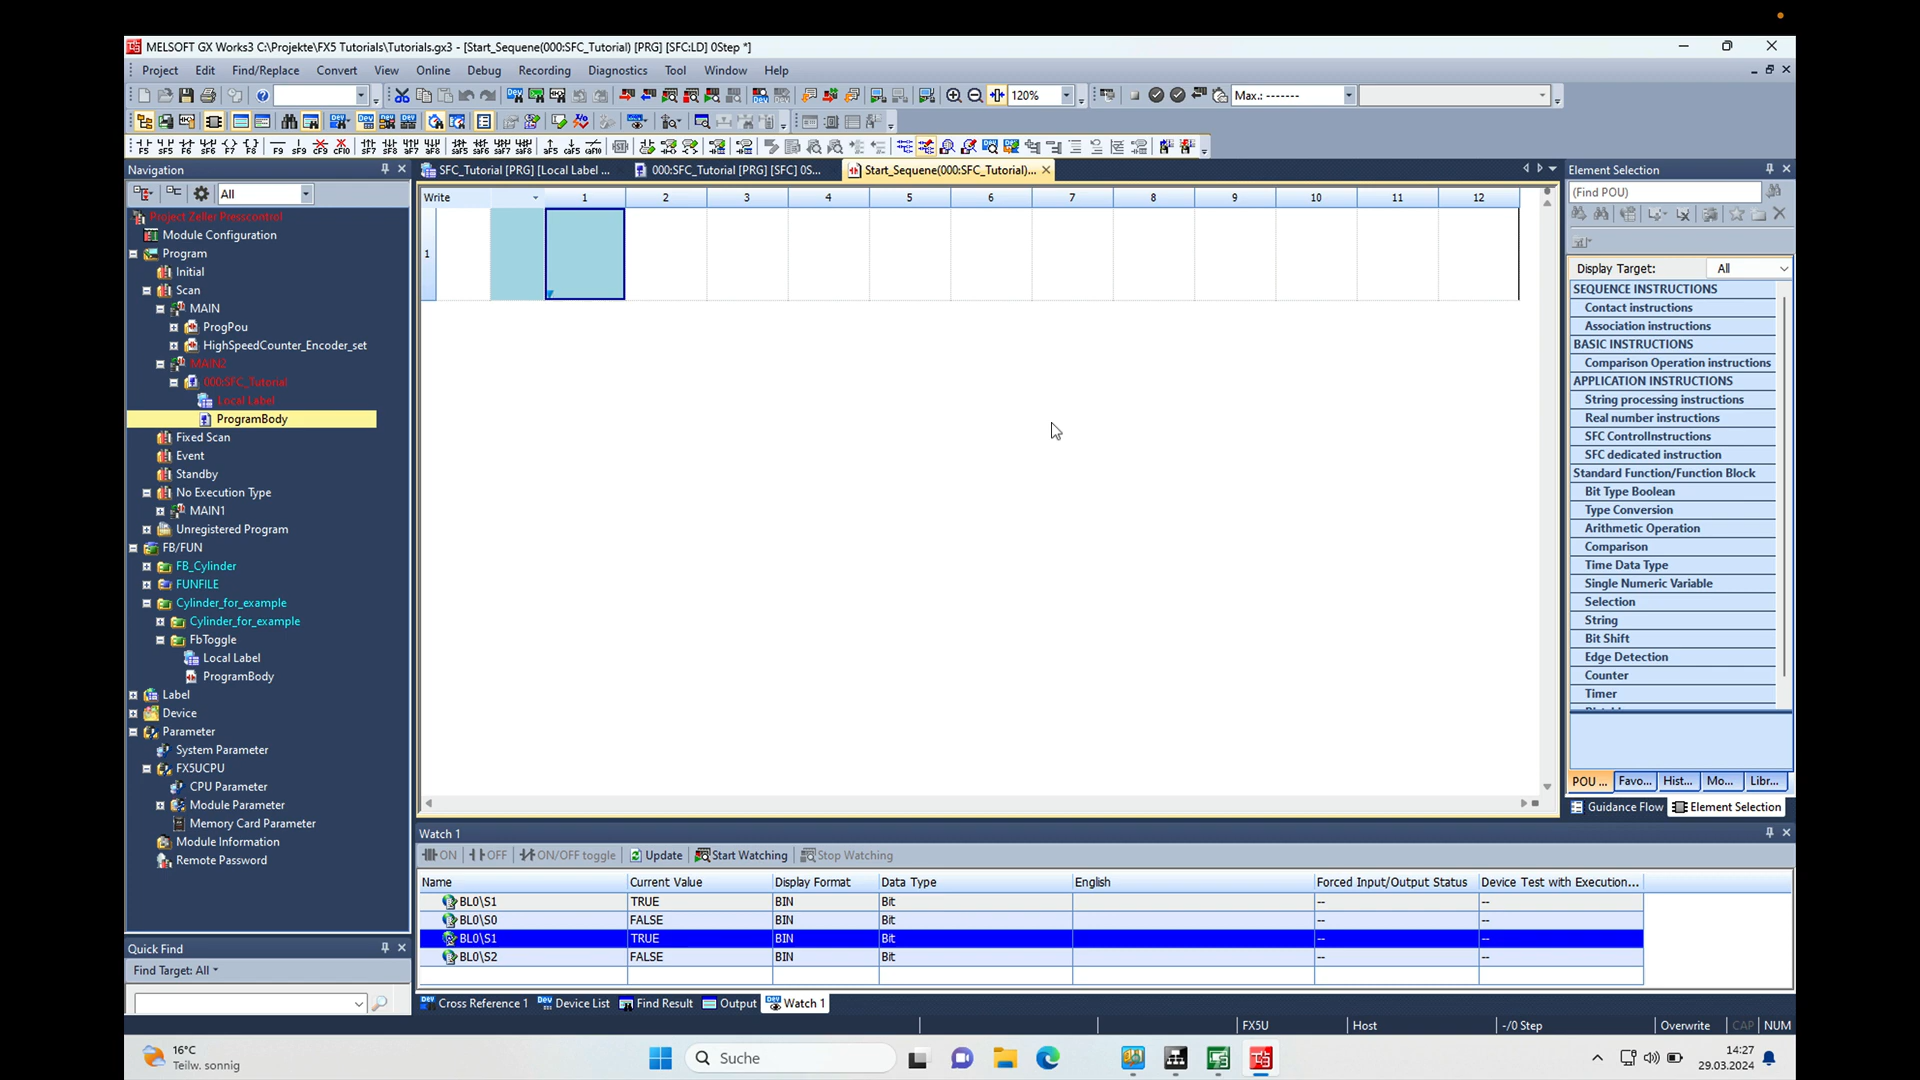 MELSOFT GX Works3 C:\Projekte\FX5 Tutorials\Tutorials.gx3 - [Start_Sequene(000:SFC_Tutorial) [PRG] [SFC:LD] 0Step *]
Project Edit Find/Replace Convert View Online Debug Recording Diagnostics Tool Window Help
120%
Max.: -------
Navigation
All
Project Zeller Presscontrol
Module Configuration
Program
Initial
Scan
MAIN
ProgPou
HighSpeedCounter_Encoder_set
MAIN2
000:SFC_Tutorial
Local Label
ProgramBody
Fixed Scan
Event
Standby
No Execution Type
MAIN1
Unregistered Program
FB/FUN
FB_Cylinder
FUNFILE
Cylinder_for_example
Cylinder_for_example
FbToggle
Local Label
ProgramBody
Label
Device
Parameter
System Parameter
FX5UCPU
CPU Parameter
Module Parameter
Memory Card Parameter
Module Information
Remote Password
Quick Find
Find Target: All
SFC_Tutorial [PRG] [Local Label ...
000:SFC_Tutorial [PRG] [SFC] 0S...
Start_Sequene(000:SFC_Tutorial)...
Write 1 2 3 4 5 6 7 8 9 10 11 12
1
Element Selection
(Find POU)
Display Target: All
SEQUENCE INSTRUCTIONS
Contact instructions
Association instructions
BASIC INSTRUCTIONS
Comparison Operation instructions
APPLICATION INSTRUCTIONS
String processing instructions
Real number instructions
SFC ControlInstructions
SFC dedicated instruction
Standard Function/Function Block
Bit Type Boolean
Type Conversion
Arithmetic Operation
Comparison
Time Data Type
Single Numeric Variable
Selection
String
Bit Shift
Edge Detection
Counter
Timer
POU ... Favo... Hist... Mo... Libr...
Guidance Flow Element Selection
Watch 1
ON OFF ON/OFF toggle Update Start Watching Stop Watching
Name Current Value Display Format Data Type English Forced Input/Output Status Device Test with Execution...
BL0\S1 TRUE BIN Bit -- --
BL0\S0 FALSE BIN Bit -- --
BL0\S1 TRUE BIN Bit -- --
BL0\S2 FALSE BIN Bit -- --
Cross Reference 1 Device List Find Result Output Watch 1
FX5U Host -/0 Step Overwrite CAP NUM
16°C
Teilw. sonnig
Suche
14:27
29.03.2024